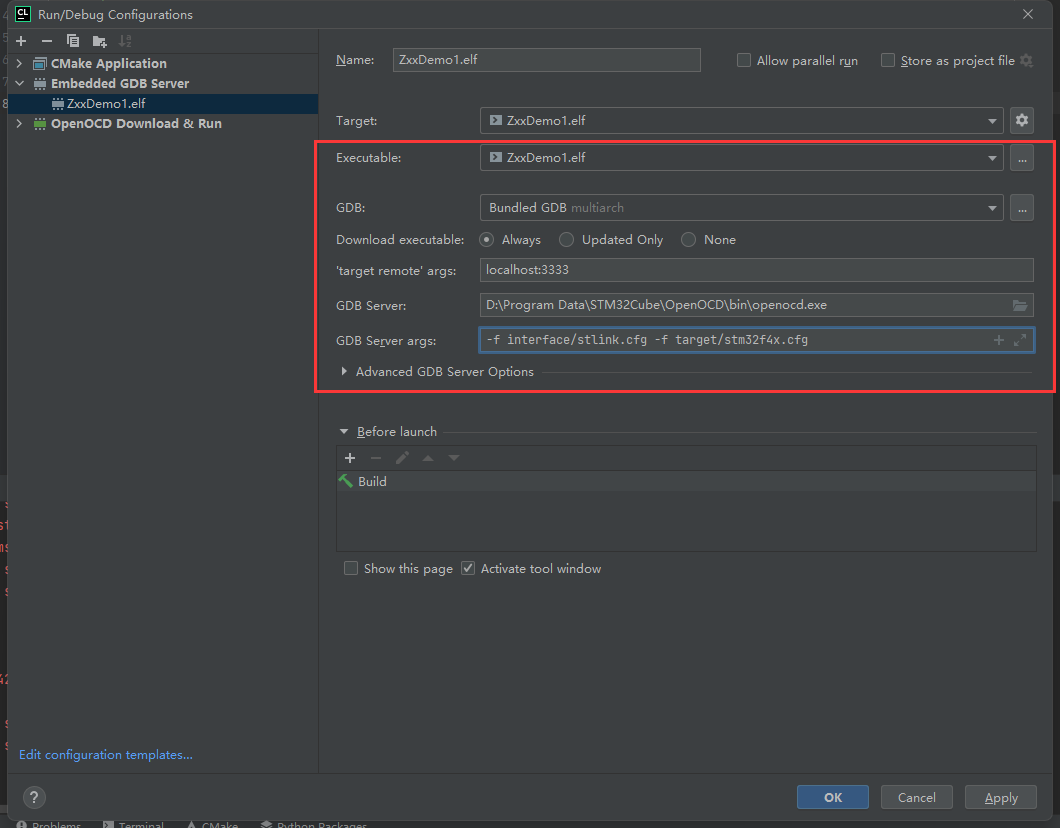 CL Run/Debug Configurations
Name: ZxxDemo1.elf Allow parallel run Store as project file
CMake Application
Embedded GDB Server
ZxxDemo1.elf
OpenOCD Download & Run
Target: ZxxDemo1.elf
Executable: ZxxDemo1.elf ...
GDB: Bundled GDB multiarch ...
Download executable: Always Updated Only None
'target remote' args: localhost:3333
GDB Server: D:\Program Data\STM32Cube\OpenOCD\bin\openocd.exe
GDB Server args: -f interface/stlink.cfg -f target/stm32f4x.cfg
Advanced GDB Server Options
Before launch
Build
Show this page Activate tool window
Edit configuration templates...
? OK Cancel Apply
Problems Terminal CMake Python Packages